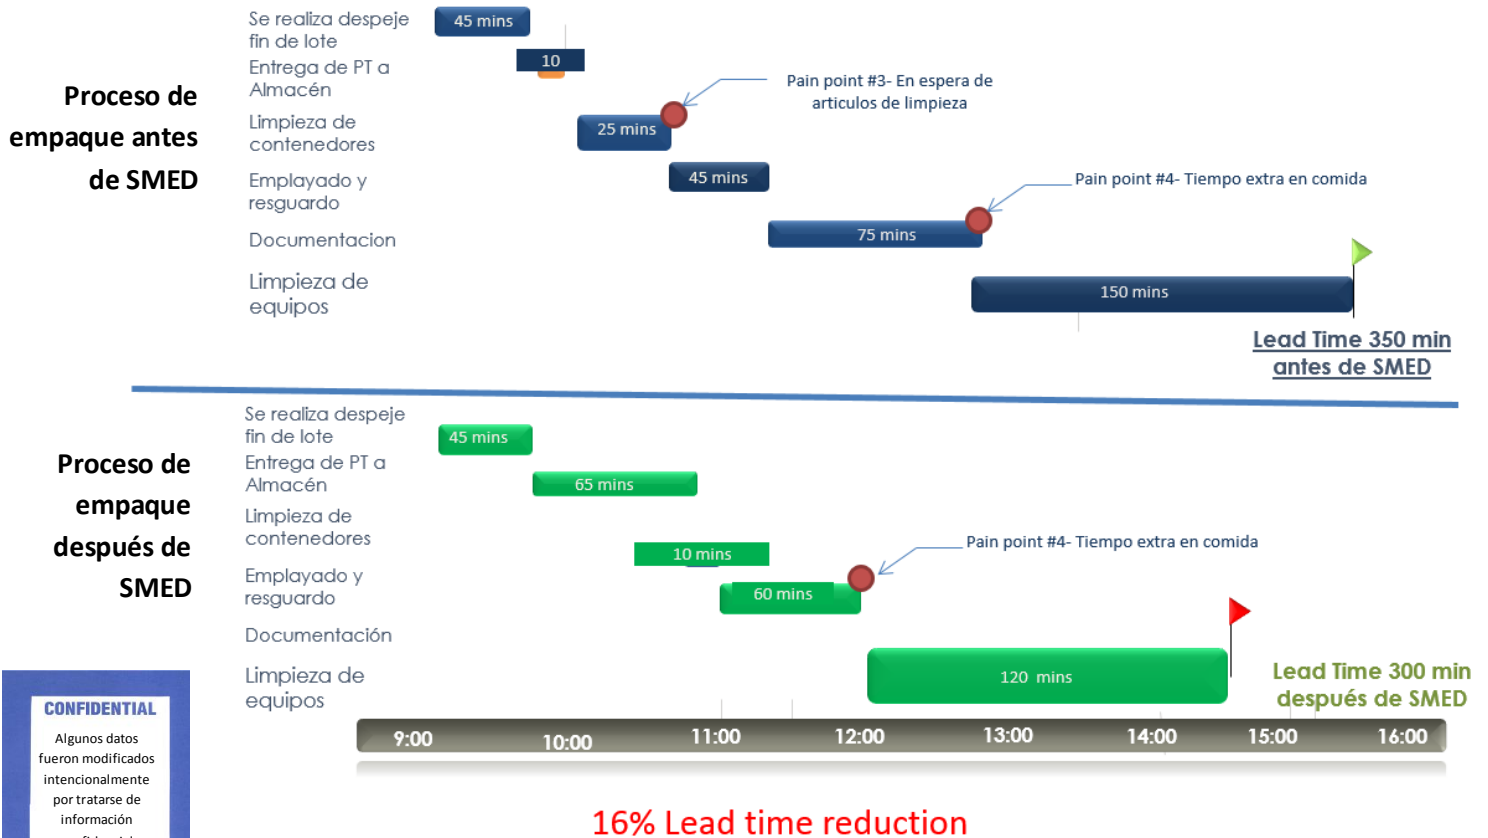 Proceso de
empaque antes
de SMED
Se realiza despeje
fin de lote
45 mins
Entrega de PT a
Almacén
10
Limpieza de
contenedores
25 mins
Pain point #3- En espera de
articulos de limpieza
Emplayado y
resguardo
45 mins
Pain point #4- Tiempo extra en comida
Documentacion
75 mins
Limpieza de
equipos
150 mins
Lead Time 350 min
antes de SMED
Proceso de
empaque
después de
SMED
Se realiza despeje
fin de lote
45 mins
Entrega de PT a
Almacén
65 mins
Limpieza de
contenedores
10 mins
Emplayado y
resguardo
60 mins
Pain point #4- Tiempo extra en comida
Documentación
Limpieza de
equipos
120 mins
Lead Time 300 min
después de SMED
CONFIDENTIAL
Algunos datos
fueron modificados
intencionalmente
por tratarse de
información
9:00 10:00 11:00 12:00 13:00 14:00 15:00 16:00
16% Lead time reduction